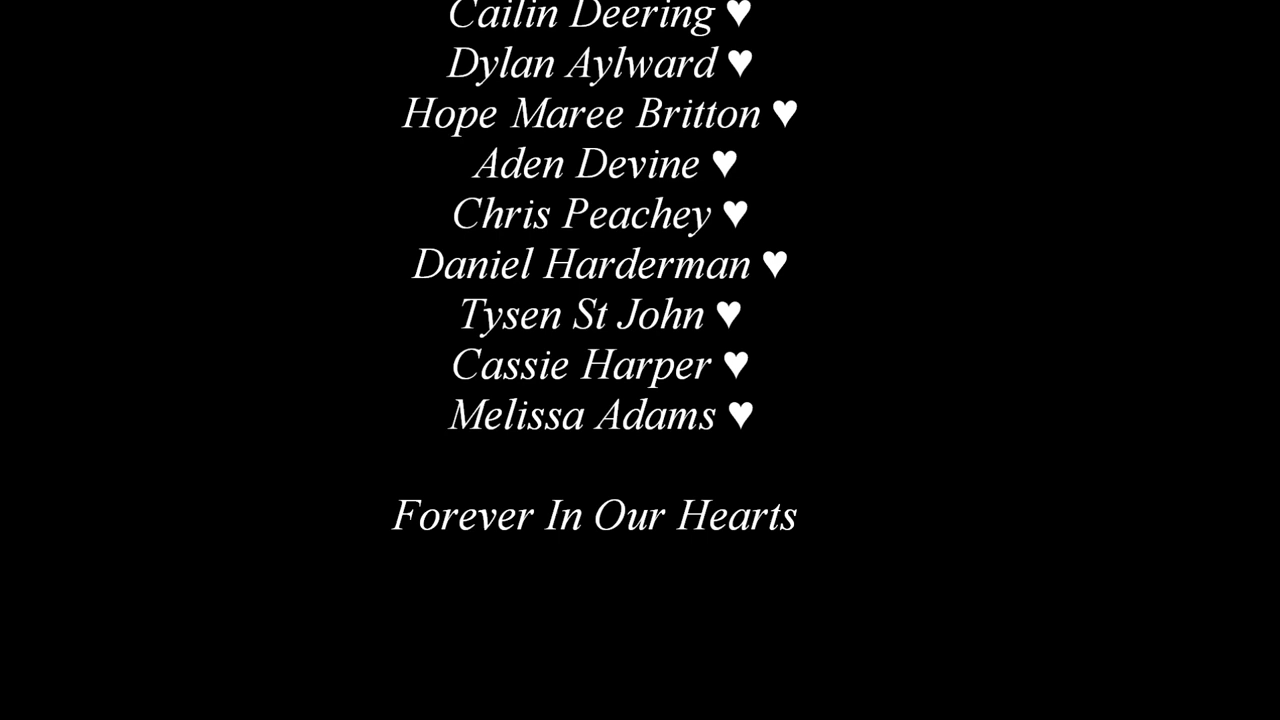 Cailin Deering ♥
Dylan Aylward ♥
Hope Maree Britton ♥
Aden Devine ♥
Chris Peachey ♥
Daniel Harderman ♥
Tysen St John ♥
Cassie Harper ♥
Melissa Adams ♥
Forever In Our Hearts